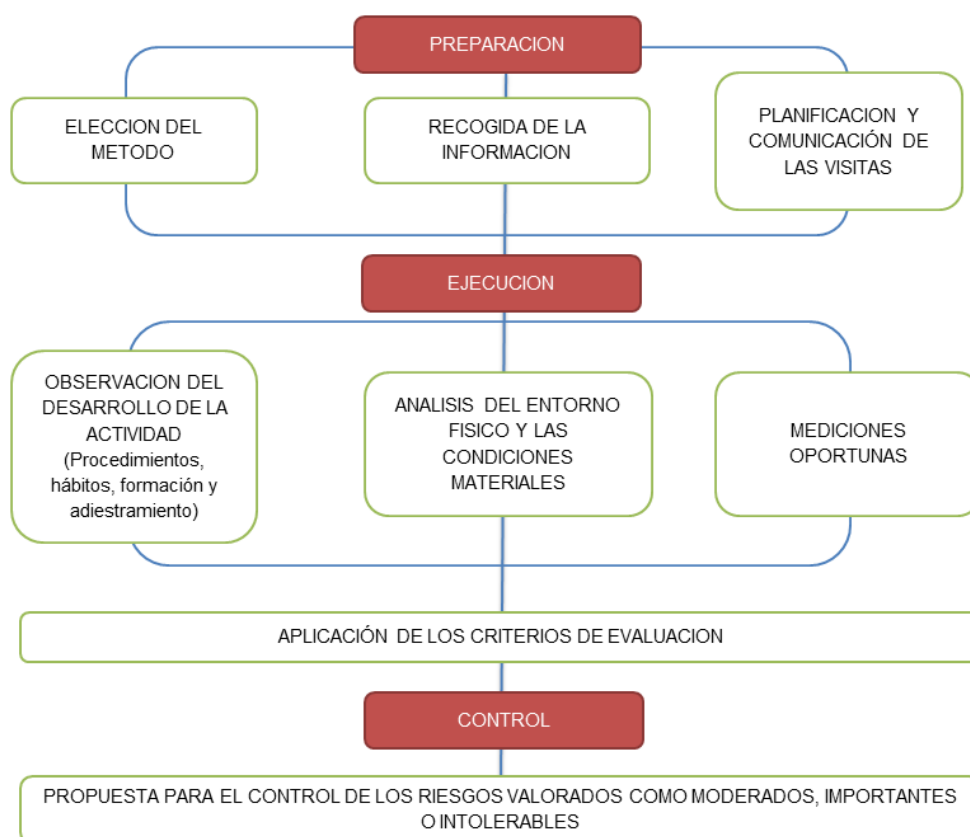 PREPARACION
ELECCION DEL
METODO
RECOGIDA DE LA
INFORMACION
PLANIFICACION Y
COMUNICACIÓN DE
LAS VISITAS
EJECUCION
OBSERVACION DEL
DESARROLLO DE LA
ACTIVIDAD
(Procedimientos,
hábitos, formación y
adiestramiento)
ANALISIS DEL ENTORNO
FISICO Y LAS
CONDICIONES
MATERIALES
MEDICIONES
OPORTUNAS
APLICACIÓN DE LOS CRITERIOS DE EVALUACION
CONTROL
PROPUESTA PARA EL CONTROL DE LOS RIESGOS VALORADOS COMO MODERADOS, IMPORTANTES
O INTOLERABLES